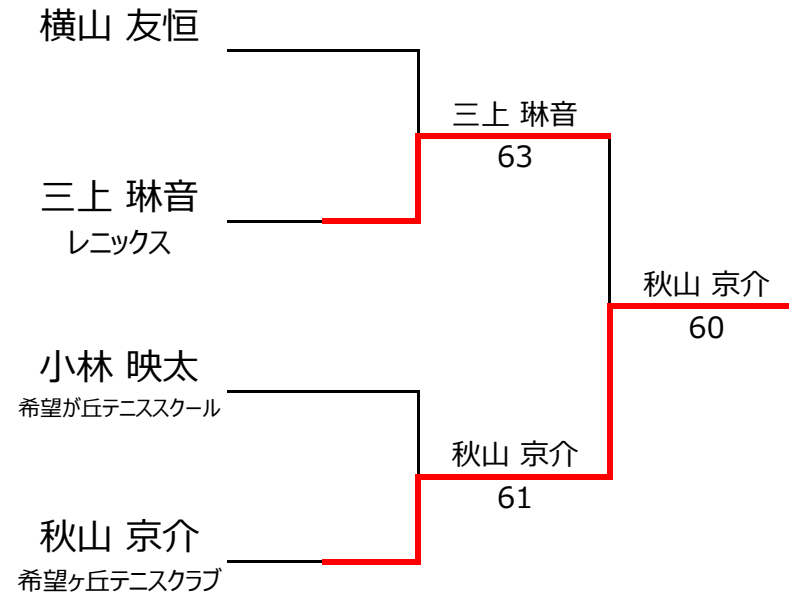 横山 友恒
三上 琳音
63
三上 琳音
レニックス
秋山 京介
60
小林 映太
希望が丘テニススクール
秋山 京介
61
秋山 京介
希望ヶ丘テニスクラブ